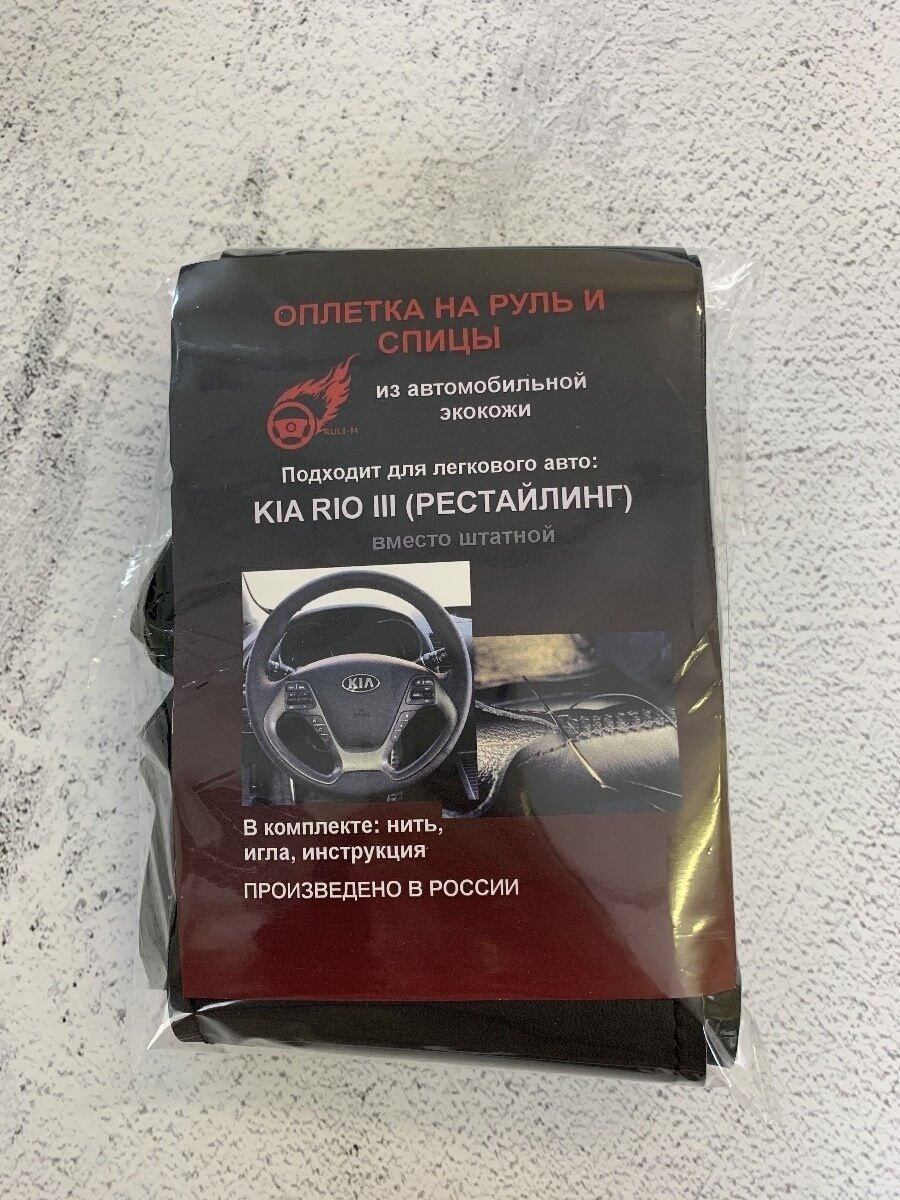 ОПЛЕТКА НА РУЛЬ И
СПИЦЫ
из автомобильной
экокожи
RULI-M
Подходит для легкового авто:
KIA RIO III (РЕСТАЙЛИНГ)
вместо штатной
KIA
В комплекте: нить,
игла, инструкция
ПРОИЗВЕДЕНО В РОССИИ